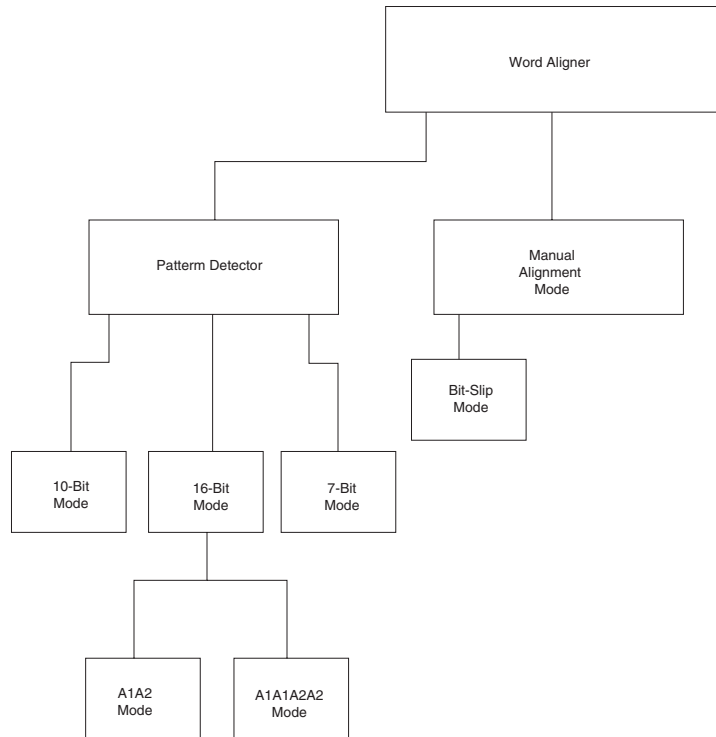 Word Aligner
Patterm Detector
Manual
Alignment
Mode
Bit-Slip
Mode
10-Bit
Mode
16-Bit
Mode
7-Bit
Mode
A1A2
Mode
A1A1A2A2
Mode